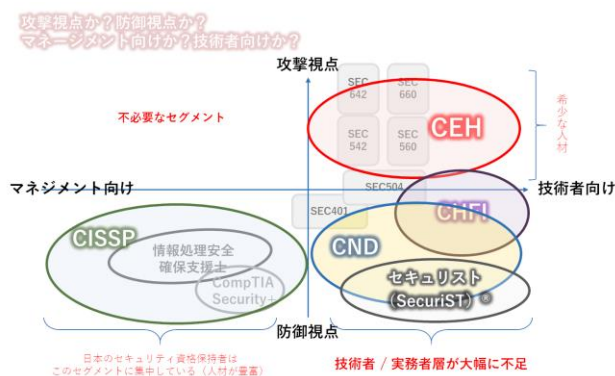 攻撃視点か?防御視点か?
マネージメント向けか?技術者向けか?
攻撃視点
SEC
642
SEC
660
不必要なセグメント
SEC
542
SEC
560
CEH
希少な人材
マネジメント向け
SEC504
技術者向け
SEC401
CHFI
CISSP
情報処理安全
確保支援士
CND
CompTIA
Security+
セキュリスト
(SecuriST)®
防御視点
日本のセキュリティ資格保持者は
このセグメントに集中している(人材が豊富)
技術者 / 実務者層が大幅に不足